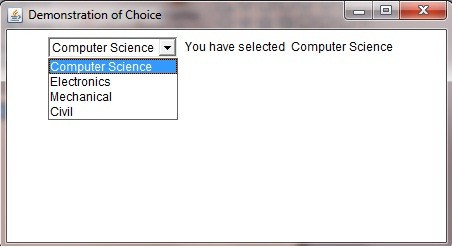 Demonstration of Choice
Computer Science You have selected Computer Science
Computer Science
Electronics
Mechanical
Civil